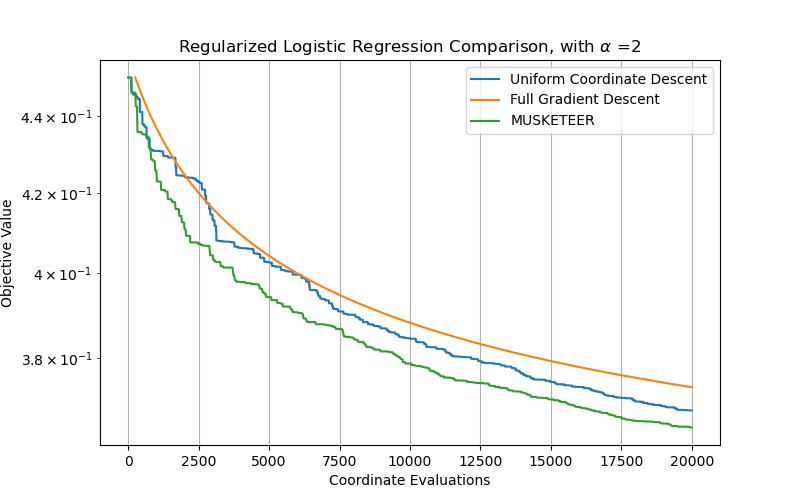 Regularized Logistic Regression Comparison, with α =2
Uniform Coordinate Descent
Full Gradient Descent
MUSKETEER
Objective Value
4.4 × 10⁻¹
4.2 × 10⁻¹
4 × 10⁻¹
3.8 × 10⁻¹
0 2500 5000 7500 10000 12500 15000 17500 20000
Coordinate Evaluations